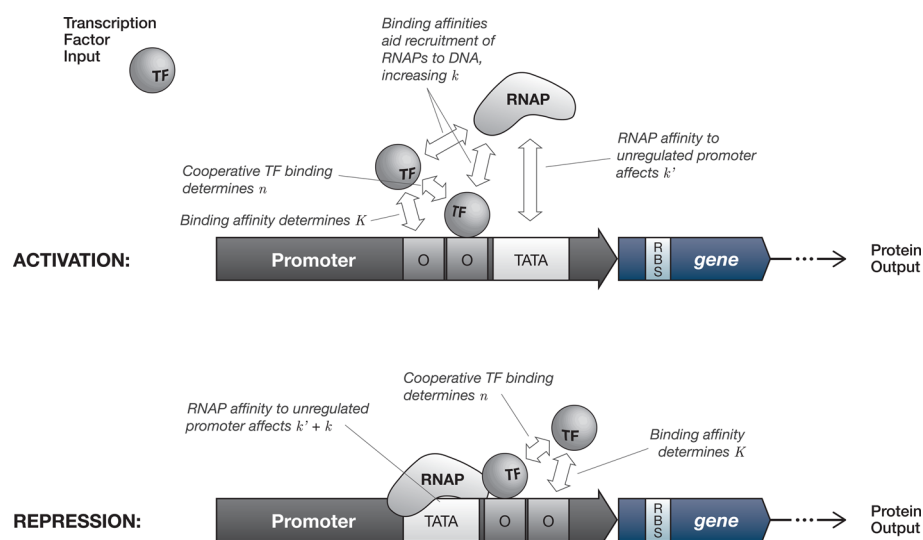 Transcription
Factor
Input
TF
Binding affinities
aid recruitment of
RNAPs to DNA,
increasing k
RNAP
RNAP affinity to
unregulated promoter
affects k’
TF
Cooperative TF binding
determines n
TF
Binding affinity determines K
ACTIVATION:
Promoter
O
O
TATA
RBS
gene
Protein
Output
Cooperative TF binding
determines n
RNAP affinity to unregulated
promoter affects k’ + k
TF
Binding affinity
determines K
RNAP
TF
REPRESSION:
Promoter
TATA
O
O
RBS
gene
Protein
Output